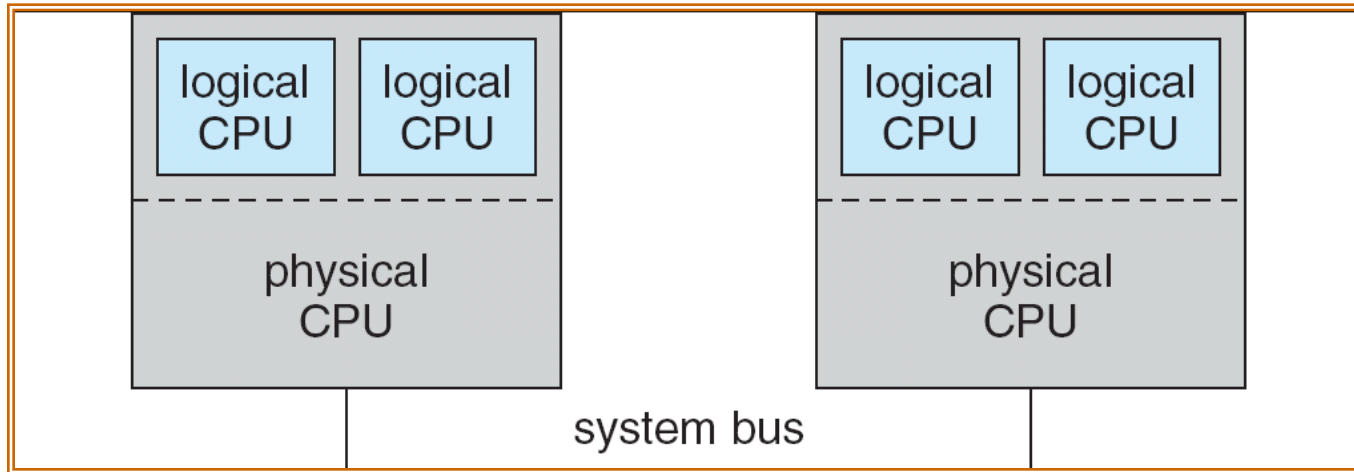 logical
CPU
logical
CPU
physical
CPU
logical
CPU
logical
CPU
physical
CPU
system bus